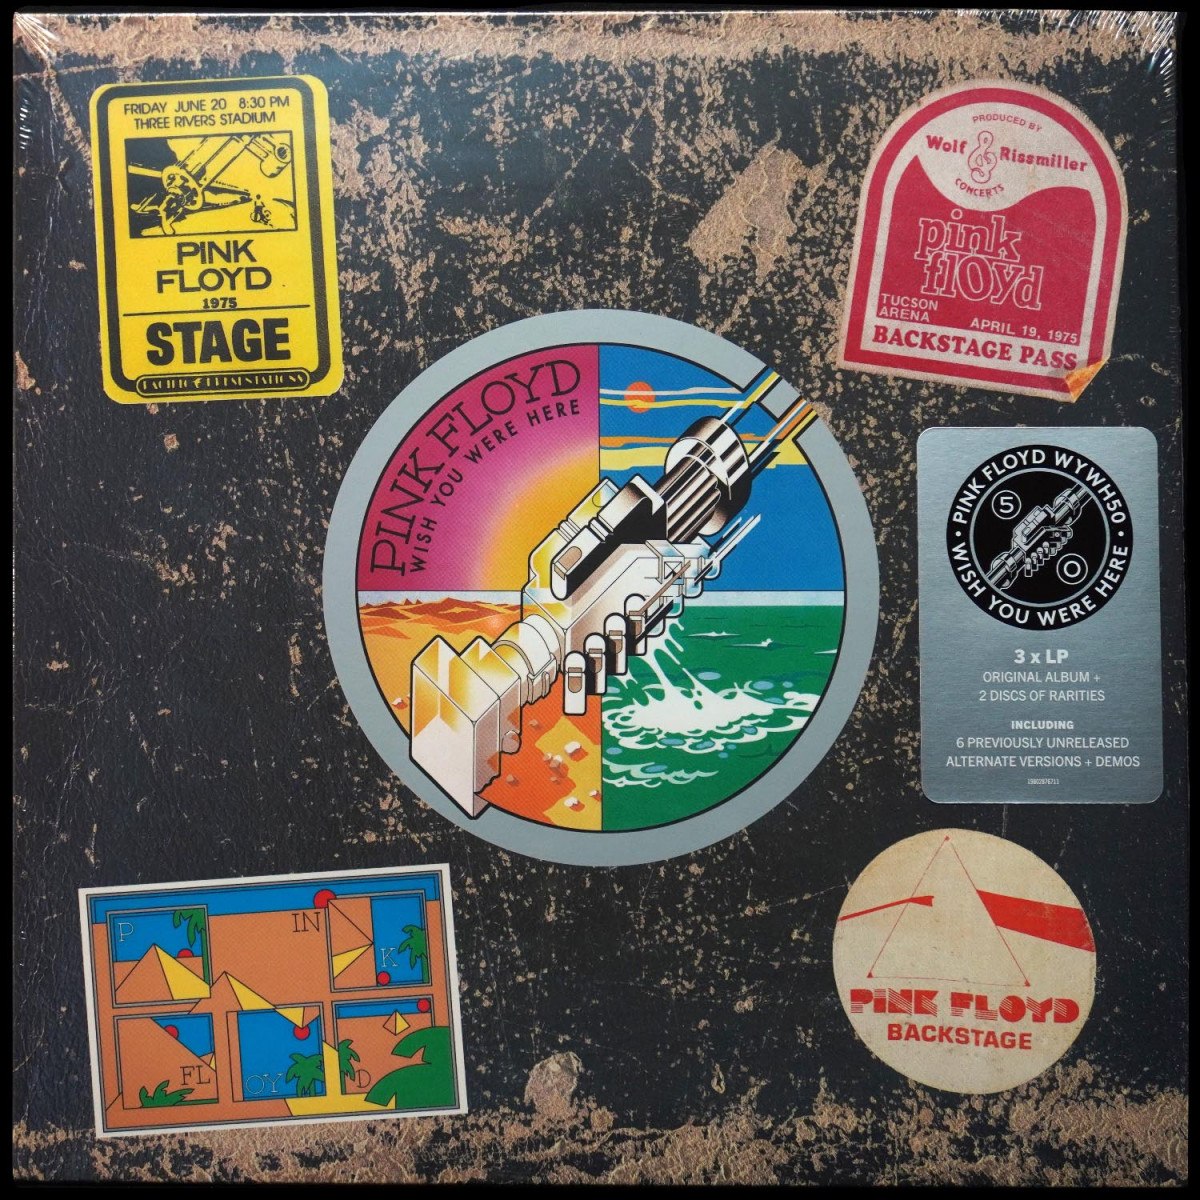 FRIDAY JUNE 20 8:30 PM
THREE RIVERS STADIUM
PINK
FLOYD
1975
STAGE
PACIFIC PRESENTATIONS
PRODUCED BY
Wolf & Rissmiller
CONCERTS
pink
floyd
TUCSON
ARENA
APRIL 19, 1975
BACKSTAGE PASS
PINK FLOYD
WISH YOU WERE HERE
• PINK FLOYD WYWH50 •
WISH YOU WERE HERE
5
0
3 x LP
ORIGINAL ALBUM +
2 DISCS OF RARITIES
INCLUDING
6 PREVIOUSLY UNRELEASED
ALTERNATE VERSIONS + DEMOS
P IN K
FL OY D
PINK FLOYD
BACKSTAGE